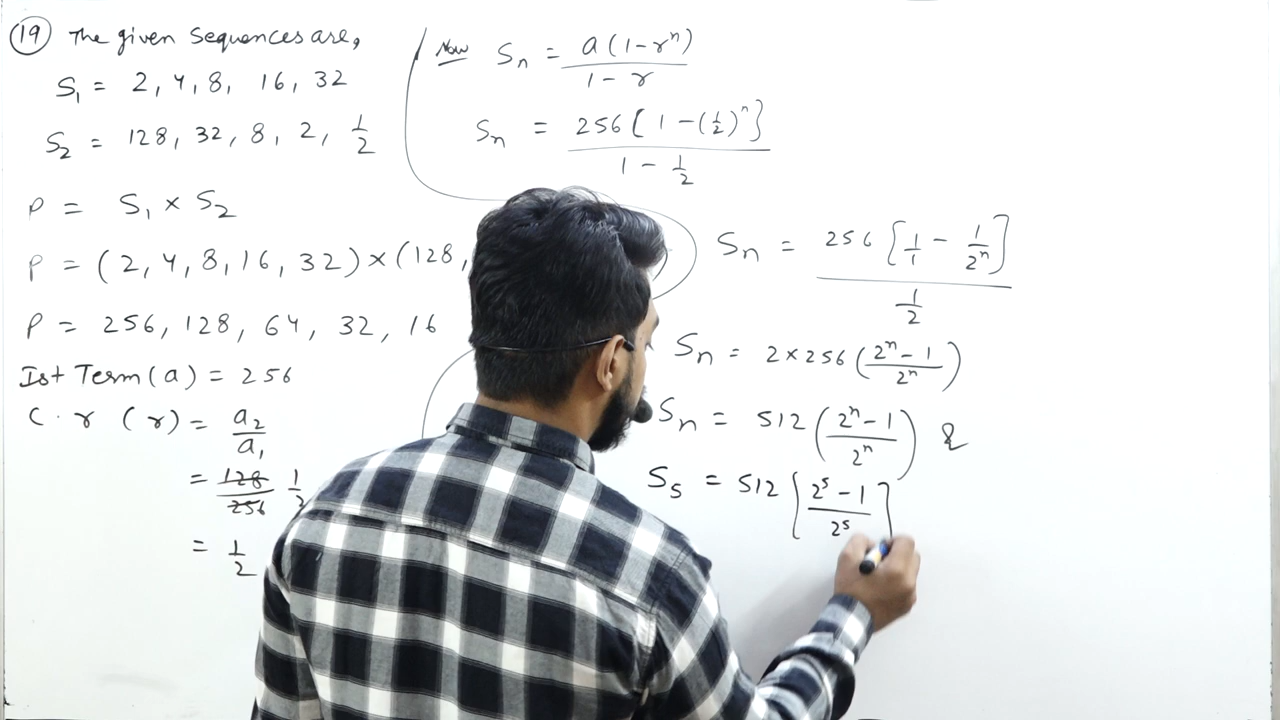 (19) The given Sequences are,
S₁ = 2, 4, 8, 16, 32
S₂ = 128, 32, 8, 2, 1/2
P = S₁ × S₂
P = (2, 4, 8, 16, 32) × (128,
P = 256, 128, 64, 32, 16
Ist Term (a) = 256
C. r (r) = a₂/a₁
= 128/256 1/2
= 1/2
Now Sn = a(1-rⁿ)/1-r
Sn = 256[1-(1/2)ⁿ]/1-1/2
Sn = 256[1/1 - 1/2ⁿ]/1/2
Sn = 2×256(2ⁿ-1/2ⁿ)
Sn = 512(2ⁿ-1/2ⁿ)
S₅ = 512[2⁵-1/2⁵]